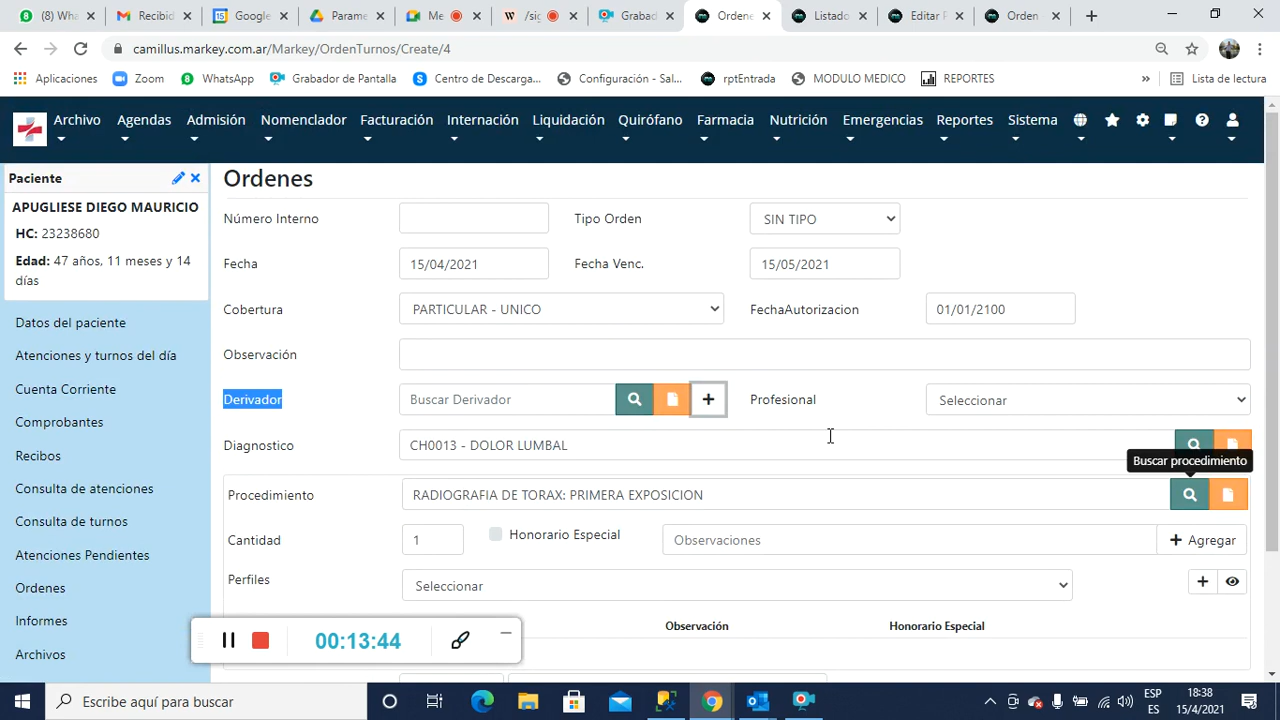 (8) Wha
Recibid
Google
Parame
Me
/sig
Grabad
Ordene
Listado
Editar P
Orden
camillus.markey.com.ar/Markey/OrdenTurnos/Create/4
Aplicaciones Zoom WhatsApp Grabador de Pantalla Centro de Descarga... Configuración - Sal... rptEntrada MODULO MEDICO REPORTES » Lista de lectura
Archivo Agendas Admisión Nomenclador Facturación Internación Liquidación Quirófano Farmacia Nutrición Emergencias Reportes Sistema
Paciente
APUGLIESE DIEGO MAURICIO
HC: 23238680
Edad: 47 años, 11 meses y 14
días
Datos del paciente
Atenciones y turnos del día
Cuenta Corriente
Comprobantes
Recibos
Consulta de atenciones
Consulta de turnos
Atenciones Pendientes
Ordenes
Informes
Archivos
Ordenes
Número Interno Tipo Orden SIN TIPO
Fecha 15/04/2021 Fecha Venc. 15/05/2021
Cobertura PARTICULAR - UNICO FechaAutorizacion 01/01/2100
Observación
Derivador Buscar Derivador Profesional Seleccionar
Diagnostico CH0013 - DOLOR LUMBAL
Buscar procedimiento
Procedimiento RADIOGRAFIA DE TORAX: PRIMERA EXPOSICION
Cantidad 1 Honorario Especial Observaciones + Agregar
Perfiles Seleccionar
Observación Honorario Especial
00:13:44
Escribe aquí para buscar
ESP
ES
18:38
15/4/2021